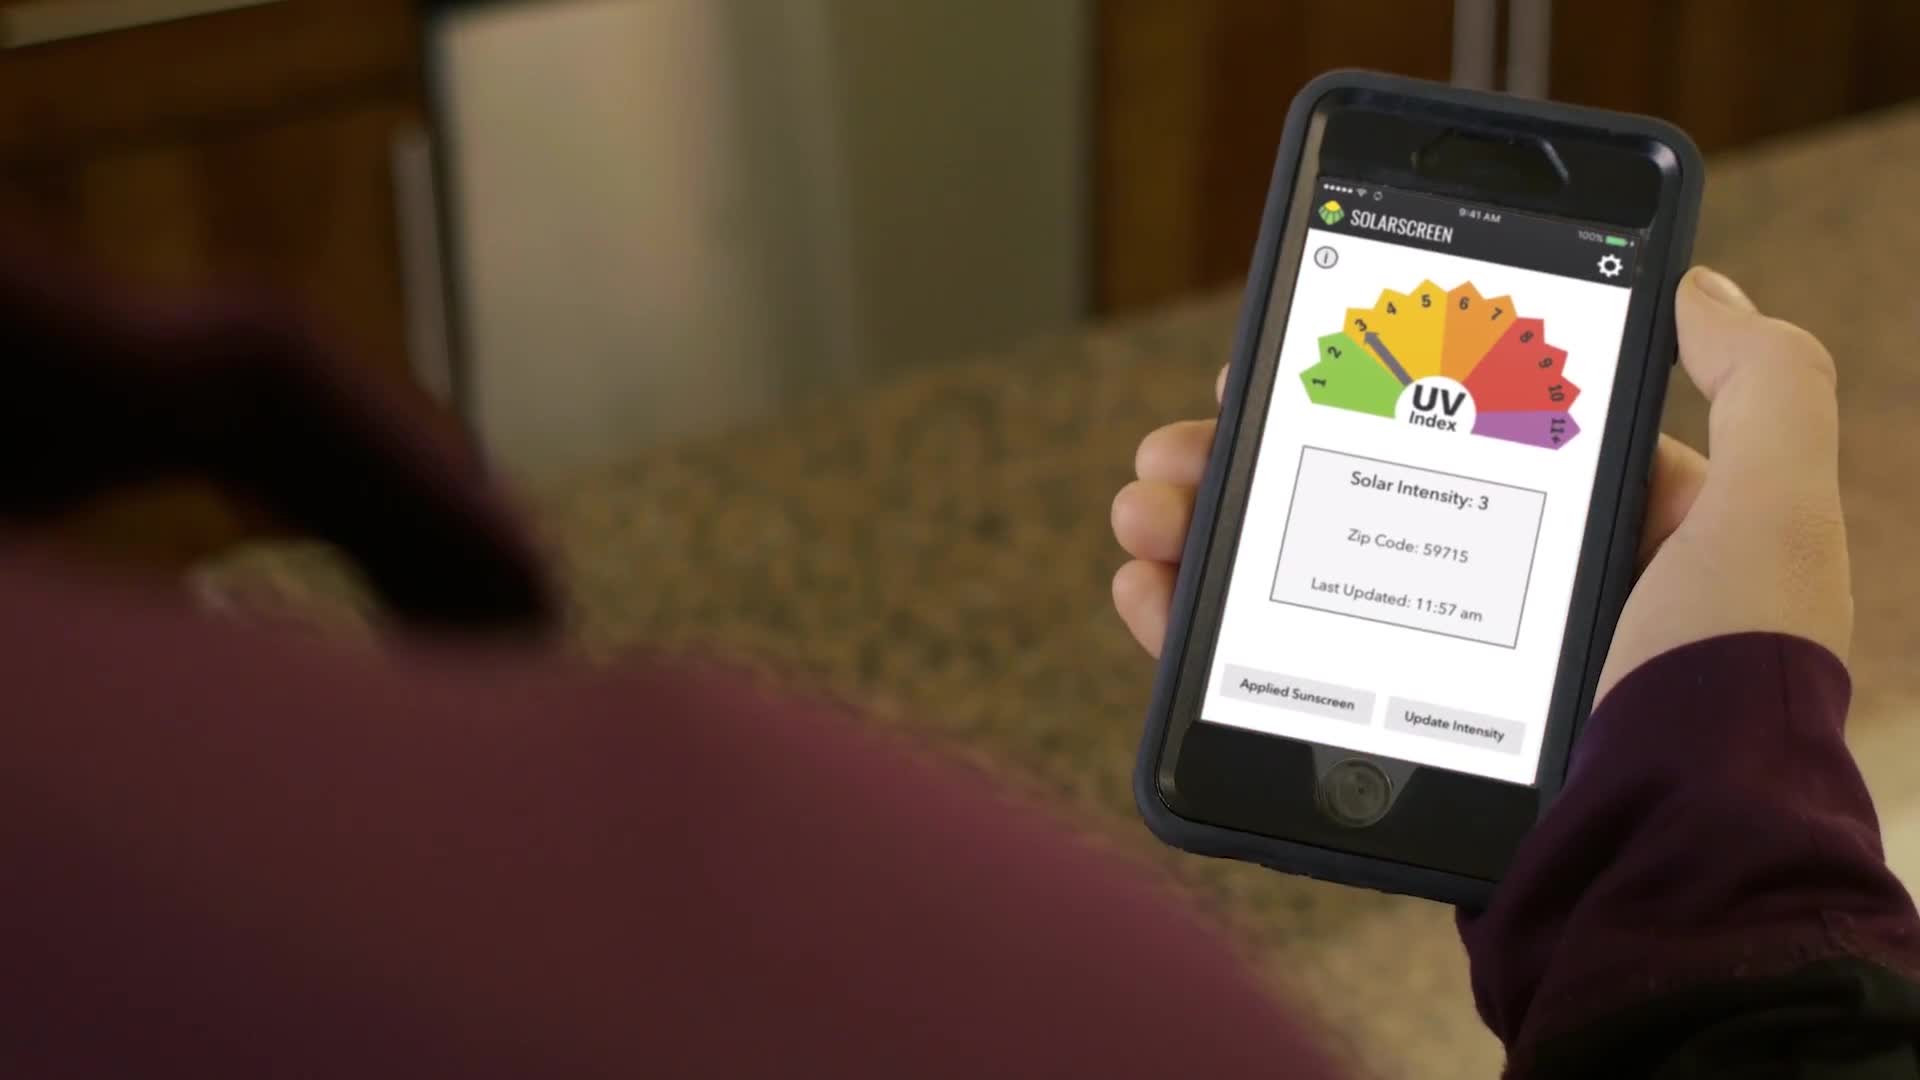 9:41 AM
100%
SOLARSCREEN
i
1
2
3
4
5
6
7
8
9
10
11+
UV
Index
Solar Intensity: 3
Zip Code: 59715
Last Updated: 11:57 am
Applied Sunscreen
Update Intensity